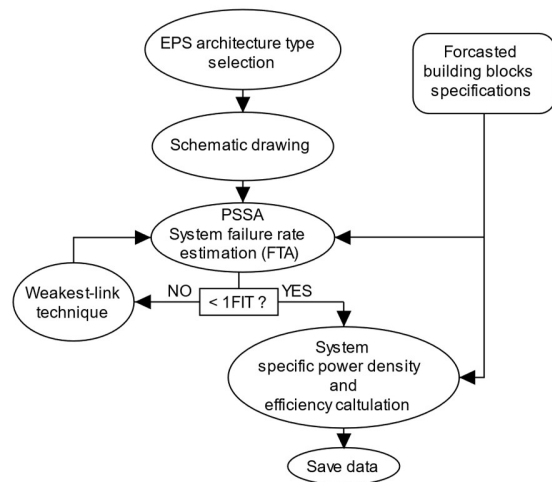 EPS architecture type
selection
Forcasted
building blocks
specifications
Schematic drawing
PSSA
System failure rate
estimation (FTA)
Weakest-link
technique
NO
< 1FIT ?
YES
System
specific power density
and
efficiency caltulation
Save data